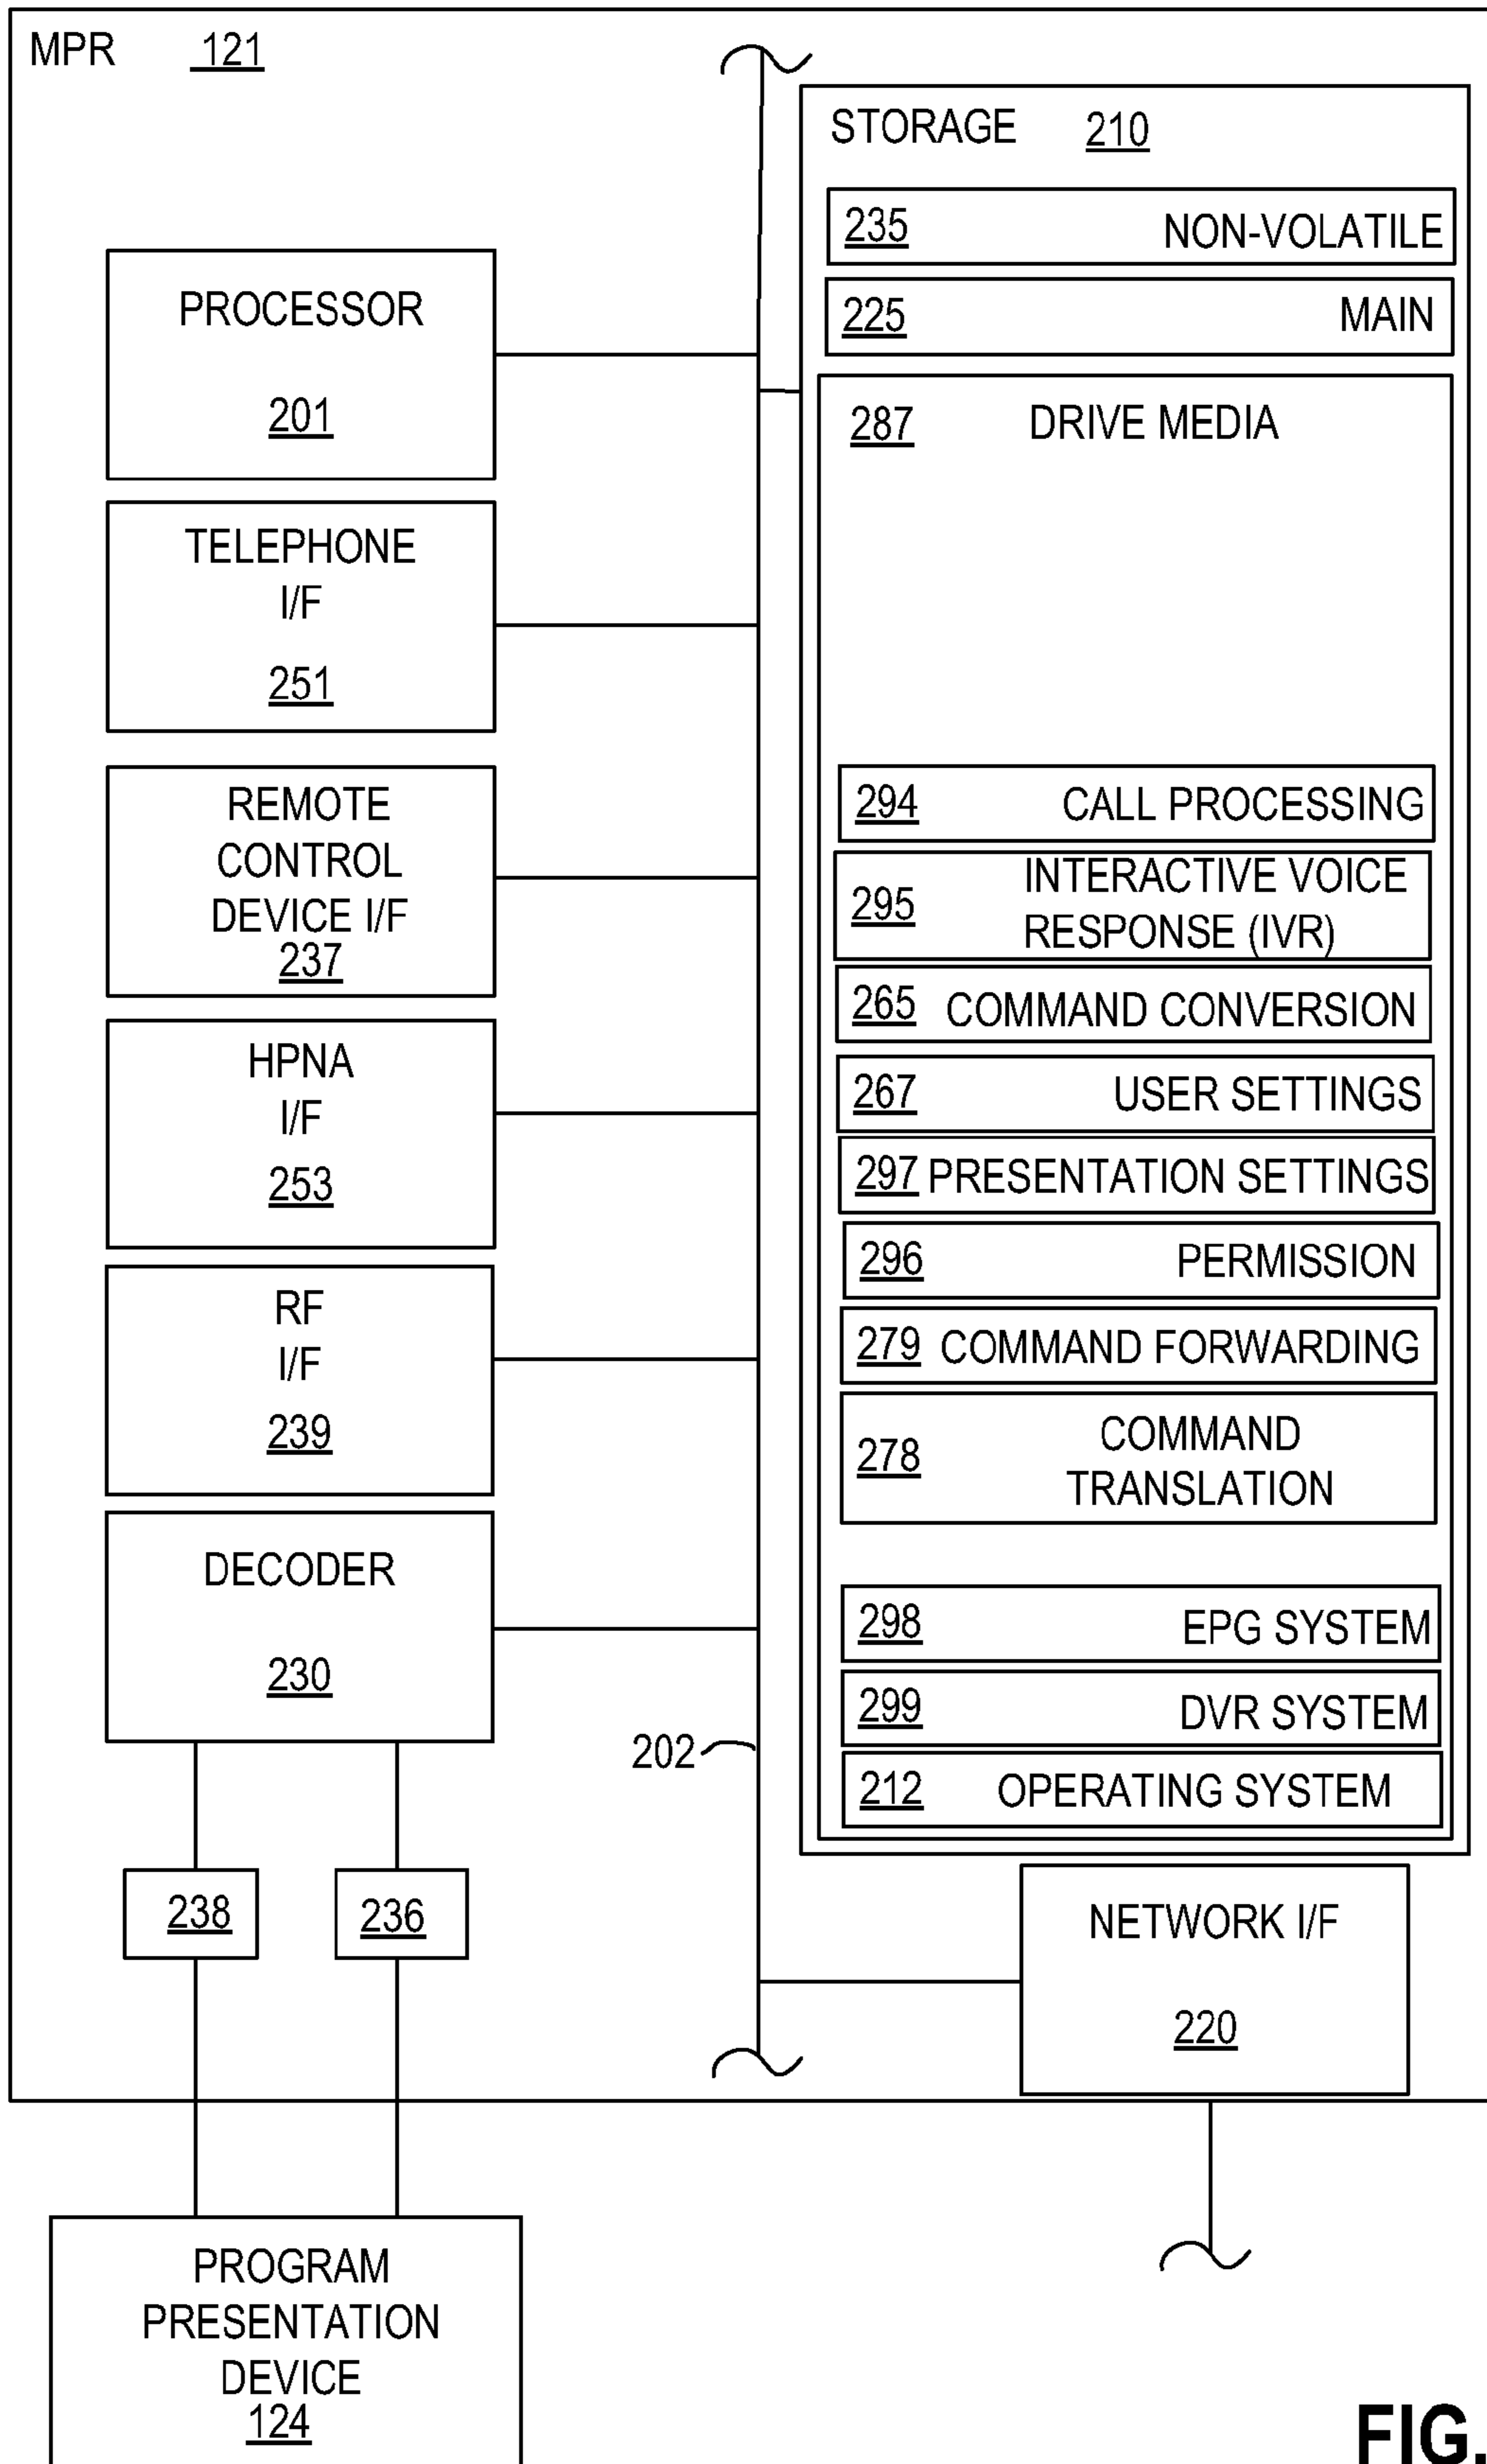 MPR 121
STORAGE 210
235 NON-VOLATILE
225 MAIN
287 DRIVE MEDIA
294 CALL PROCESSING
295 INTERACTIVE VOICE
RESPONSE (IVR)
265 COMMAND CONVERSION
267 USER SETTINGS
297 PRESENTATION SETTINGS
296 PERMISSION
279 COMMAND FORWARDING
278 COMMAND
TRANSLATION
298 EPG SYSTEM
299 DVR SYSTEM
212 OPERATING SYSTEM
PROCESSOR
201
TELEPHONE
I/F
251
REMOTE
CONTROL
DEVICE I/F
237
HPNA
I/F
253
RF
I/F
239
DECODER
230
202
238
236
NETWORK I/F
220
PROGRAM
PRESENTATION
DEVICE
124
FIG.